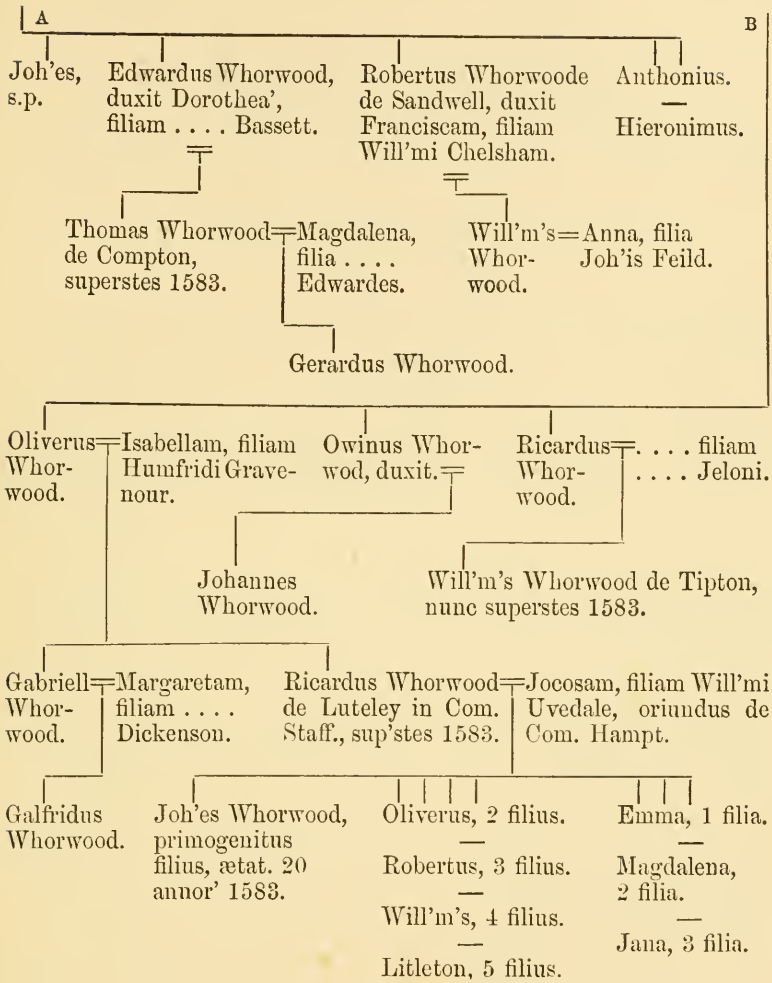 A
B
Joh'es,
s.p.
Edwardus Whorwood,
duxit Dorothea',
filiam . . . . Bassett.
Robertus Whorwoode
de Sandwell, duxit
Franciscam, filiam
Will'mi Chelsham.
Anthonius.
—
Hieronimus.
Thomas Whorwood
de Compton,
superstes 1583.
Magdalena,
filia . . . .
Edwardes.
Will'm's
Whor-
wood.
Anna, filia
Joh'is Feild.
Gerardus Whorwood.
Oliverus
Whor-
wood.
Isabellam, filiam
Humfridi Grave-
nour.
Owinus Whor-
wod, duxit.
Ricardus
Whor-
wood.
. . . . filiam
. . . . Jeloni.
Johannes
Whorwood.
Will'm's Whorwood de Tipton,
nunc superstes 1583.
Gabriell
Whor-
wood.
Margaretam,
filiam . . . .
Dickenson.
Ricardus Whorwood
de Luteley in Com.
Staff., sup'stes 1583.
Jocosam, filiam Will'mi
Uvedale, oriundus de
Com. Hampt.
Galfridus
Whorwood.
Joh'es Whorwood,
primogenitus
filius, ætat. 20
annor' 1583.
Oliverus, 2 filius.
—
Robertus, 3 filius.
—
Will'm's, 4 filius.
—
Litleton, 5 filius.
Emma, 1 filia.
—
Magdalena,
2 filia.
—
Jana, 3 filia.